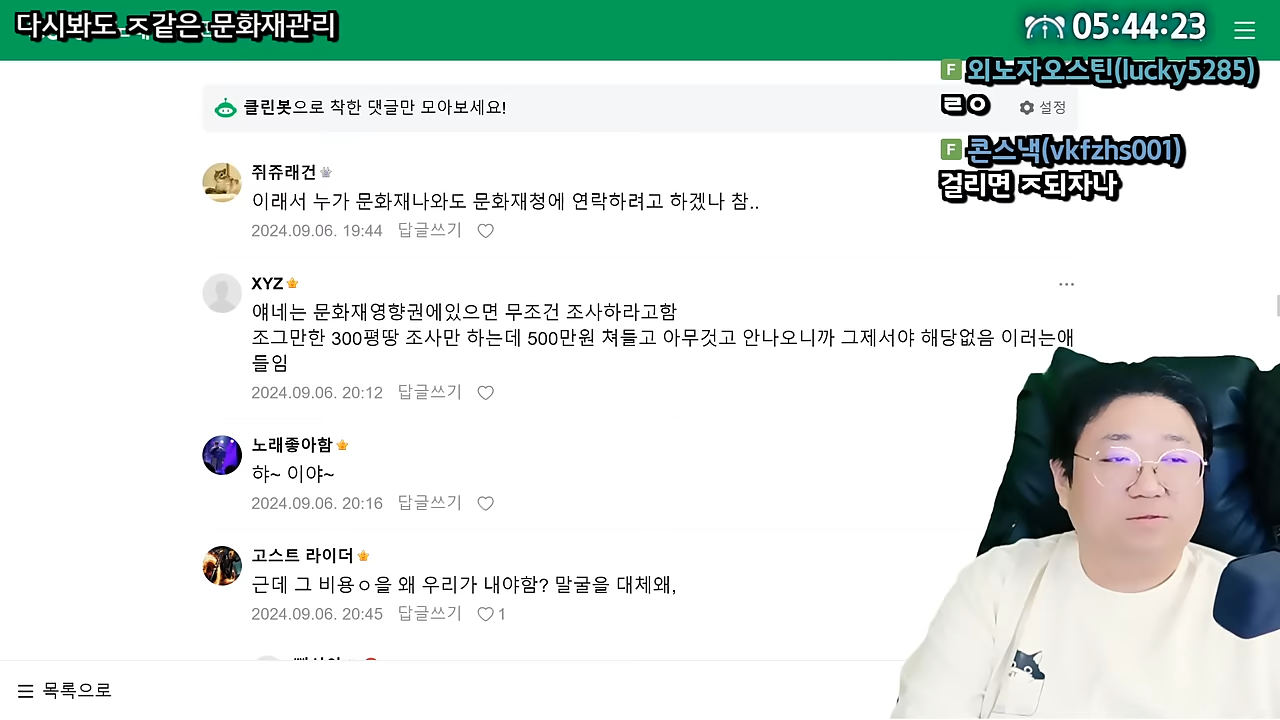 다시봐도 ㅈ같은 문화재관리
05:44:23
외노자오스틴(lucky5285)
ㄹㅇ
콘스낵(vkfzhs001)
걸리면 ㅈ되자나
클린봇으로 착한 댓글만 모아보세요!
설정
쥐쥬래건
이래서 누가 문화재나와도 문화재청에 연락하려고 하겠나 참..
2024.09.06. 19:44 답글쓰기
XYZ
얘네는 문화재영향권에있으면 무조건 조사하라고함
조그만한 300평땅 조사만 하는데 500만원 쳐들고 아무것고 안나오니까 그제서야 해당없음 이러는애
들임
2024.09.06. 20:12 답글쓰기
노래좋아함
햐~ 이야~
2024.09.06. 20:16 답글쓰기
고스트 라이더
근데 그 비용ㅇ을 왜 우리가 내야함? 말굴을 대체왜,
2024.09.06. 20:45 답글쓰기 1
목록으로